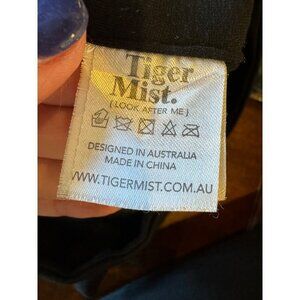 Tiger
Mist.
{ LOOK AFTER ME }
DESIGNED IN AUSTRALIA
MADE IN CHINA
WWW.TIGERMIST.COM.AU